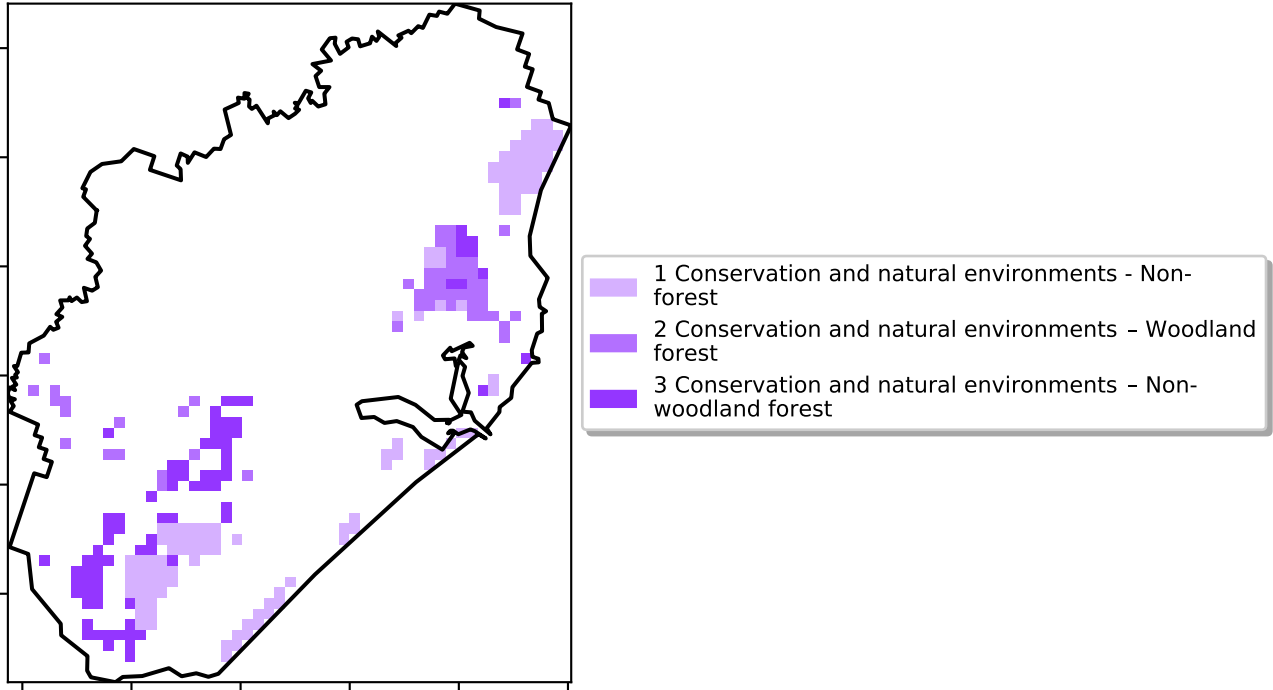 1 Conservation and natural environments - Non-
forest
2 Conservation and natural environments – Woodland
forest
3 Conservation and natural environments – Non-
woodland forest